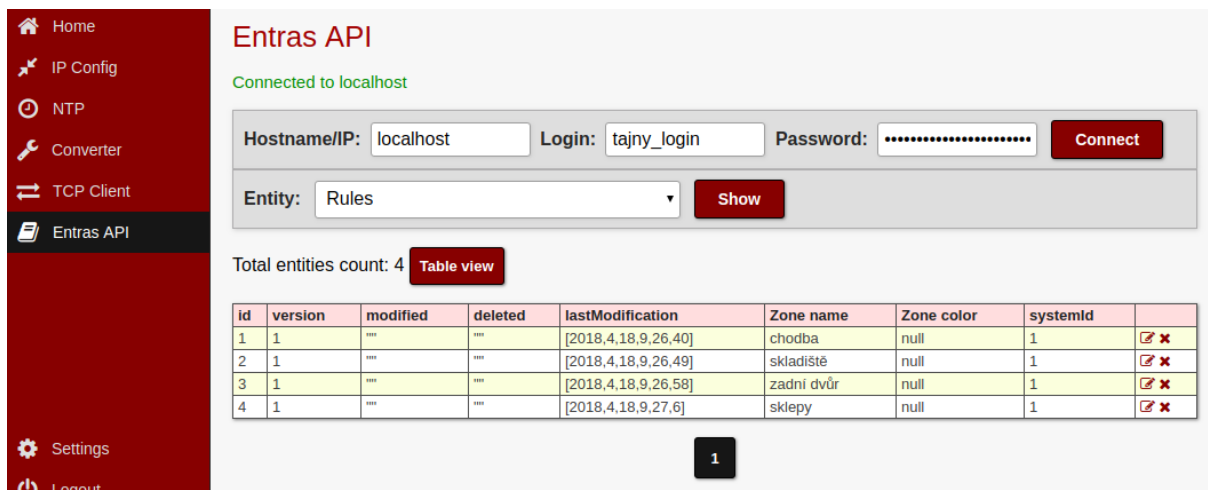 Home
IP Config
NTP
Converter
TCP Client
Entras API
Settings
Logout
Entras API
Connected to localhost
Hostname/IP: localhost Login: tajny_login Password: •••••••••••••••••••••••• Connect
Entity: Rules Show
Total entities count: 4 Table view
id version modified deleted lastModification Zone name Zone color systemId
1 1 "" "" [2018,4,18,9,26,40] chodba null 1
2 1 "" "" [2018,4,18,9,26,49] skladiště null 1
3 1 "" "" [2018,4,18,9,26,58] zadní dvůr null 1
4 1 "" "" [2018,4,18,9,27,6] sklepy null 1
1